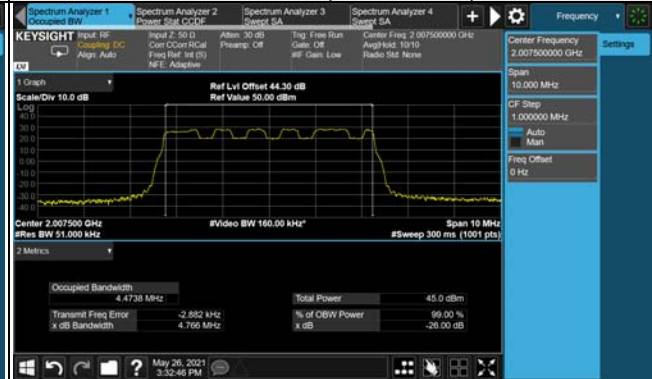 Spectrum Analyzer 1
Occupied BW
Spectrum Analyzer 2
Power Stat CCDF
Spectrum Analyzer 3
Swept SA
Spectrum Analyzer 4
Swept SA
Frequency
KEYSIGHT
Input: RF
Coupling: DC
Align: Auto
Input Z: 50 Ω
Corr CCorr RCal
Freq Ref: Int (S)
NFE: Adaptive
Atten: 30 dB
Preamp: Off
Trig: Free Run
Gate: Off
#IF Gain: Low
Center Freq: 2.007500000 GHz
Avg|Hold: 10/10
Radio Std: None
Center Frequency
2.007500000 GHz
Settings
Span
10.000 MHz
CF Step
1.000000 MHz
Auto
Man
Freq Offset
0 Hz
1 Graph
Scale/Div 10.0 dB
Ref Lvl Offset 44.30 dB
Ref Value 50.00 dBm
Log
40.0
30.0
20.0
10.0
0.00
-10.0
-20.0
-30.0
-40.0
Center 2.007500 GHz
#Res BW 51.000 kHz
#Video BW 160.00 kHz*
Span 10 MHz
#Sweep 300 ms (1001 pts)
2 Metrics
Occupied Bandwidth
4.4738 MHz
Total Power
45.0 dBm
Transmit Freq Error
-2.882 kHz
% of OBW Power
99.00 %
x dB Bandwidth
4.766 MHz
x dB
-26.00 dB
May 26, 2021
3:32:46 PM